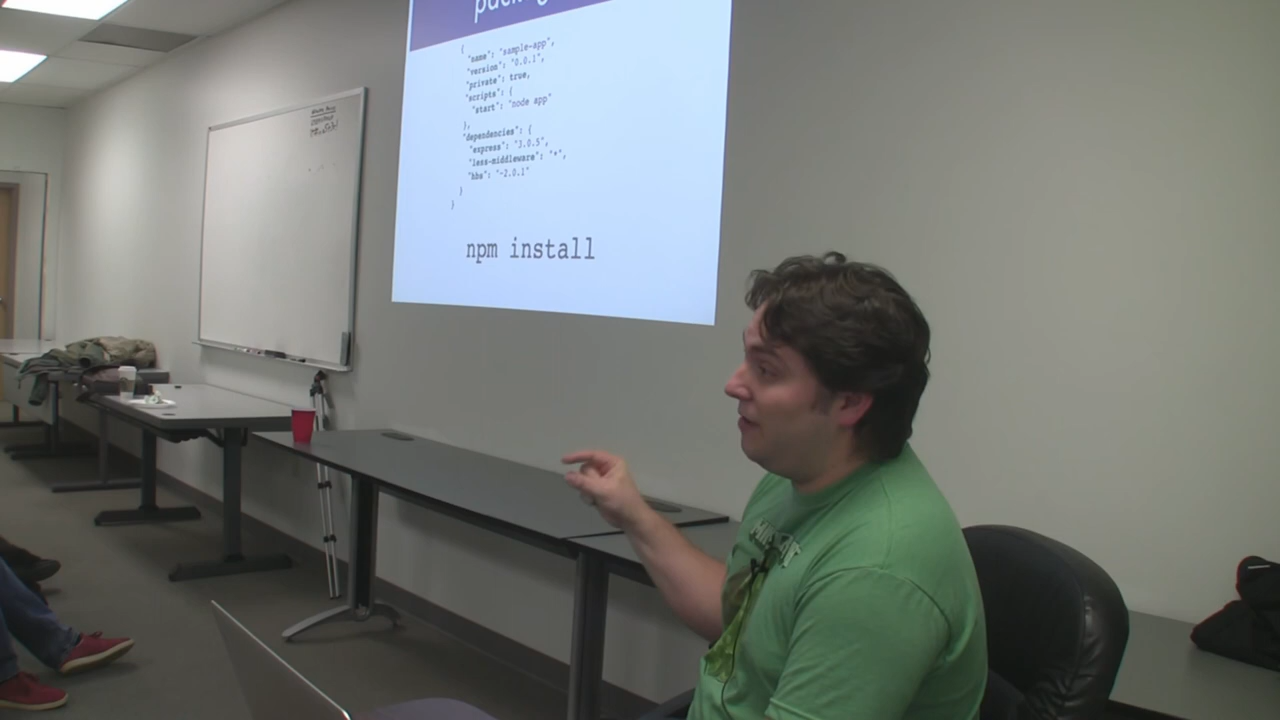 {
"name": "sample-app",
"version": "0.0.1",
"private": true,
"scripts": {
"start": "node app"
},
"dependencies": {
"express": "3.0.5",
"less-middleware": "*",
"hbs": "~2.0.1"
}
}
npm install